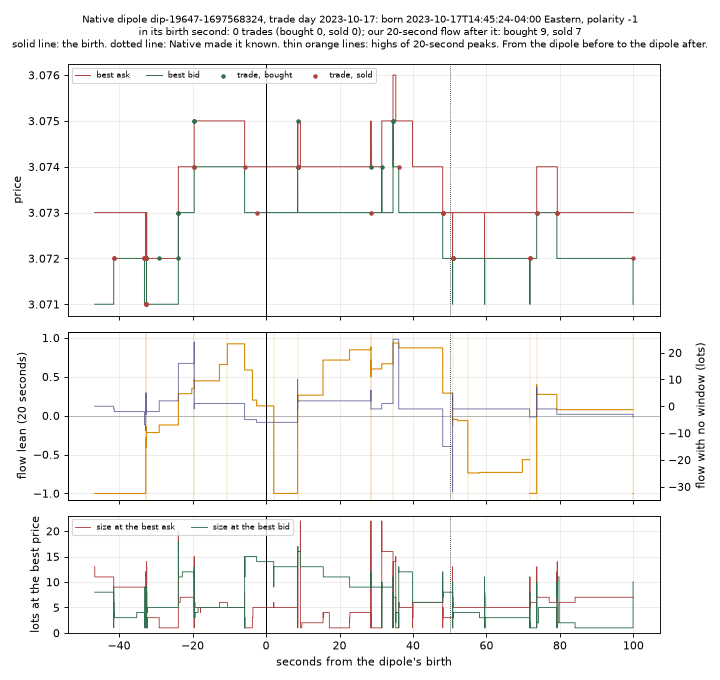 Native dipole dip-19647-1697568324, trade day 2023-10-17: born 2023-10-17T14:45:24-04:00 Eastern, polarity -1
in its birth second: 0 trades (bought 0, sold 0); our 20-second flow after it: bought 9, sold 7
solid line: the birth. dotted line: Native made it known. thin orange lines: highs of 20-second peaks. From the dipole before to the dipole after.
best ask best bid trade, bought trade, sold
3.076
3.075
3.074
3.073
3.072
3.071
price
1.0
0.5
0.0
−0.5
−1.0
flow lean (20 seconds)
20
10
0
−10
−20
−30
flow with no window (lots)
size at the best ask size at the best bid
20
15
10
5
0
lots at the best price
−40 −20 0 20 40 60 80 100
seconds from the dipole's birth